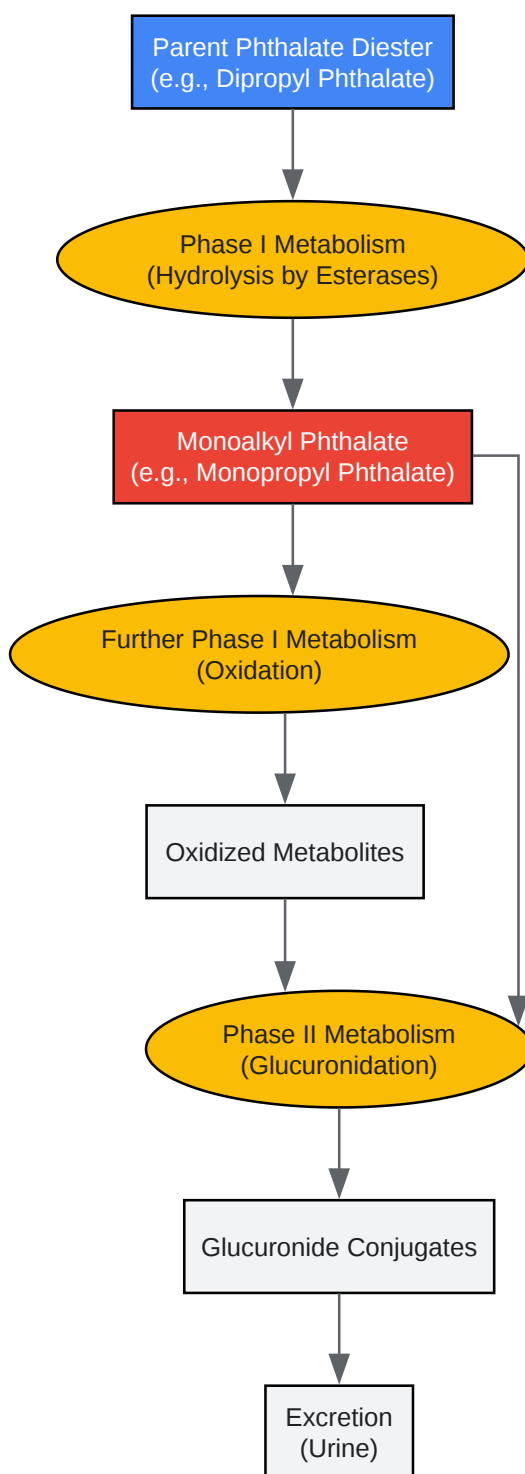 Parent Phthalate Diester
(e.g., Dipropyl Phthalate)
Phase I Metabolism
(Hydrolysis by Esterases)
Monoalkyl Phthalate
(e.g., Monopropyl Phthalate)
Further Phase I Metabolism
(Oxidation)
Oxidized Metabolites
Phase II Metabolism
(Glucuronidation)
Glucuronide Conjugates
Excretion
(Urine)